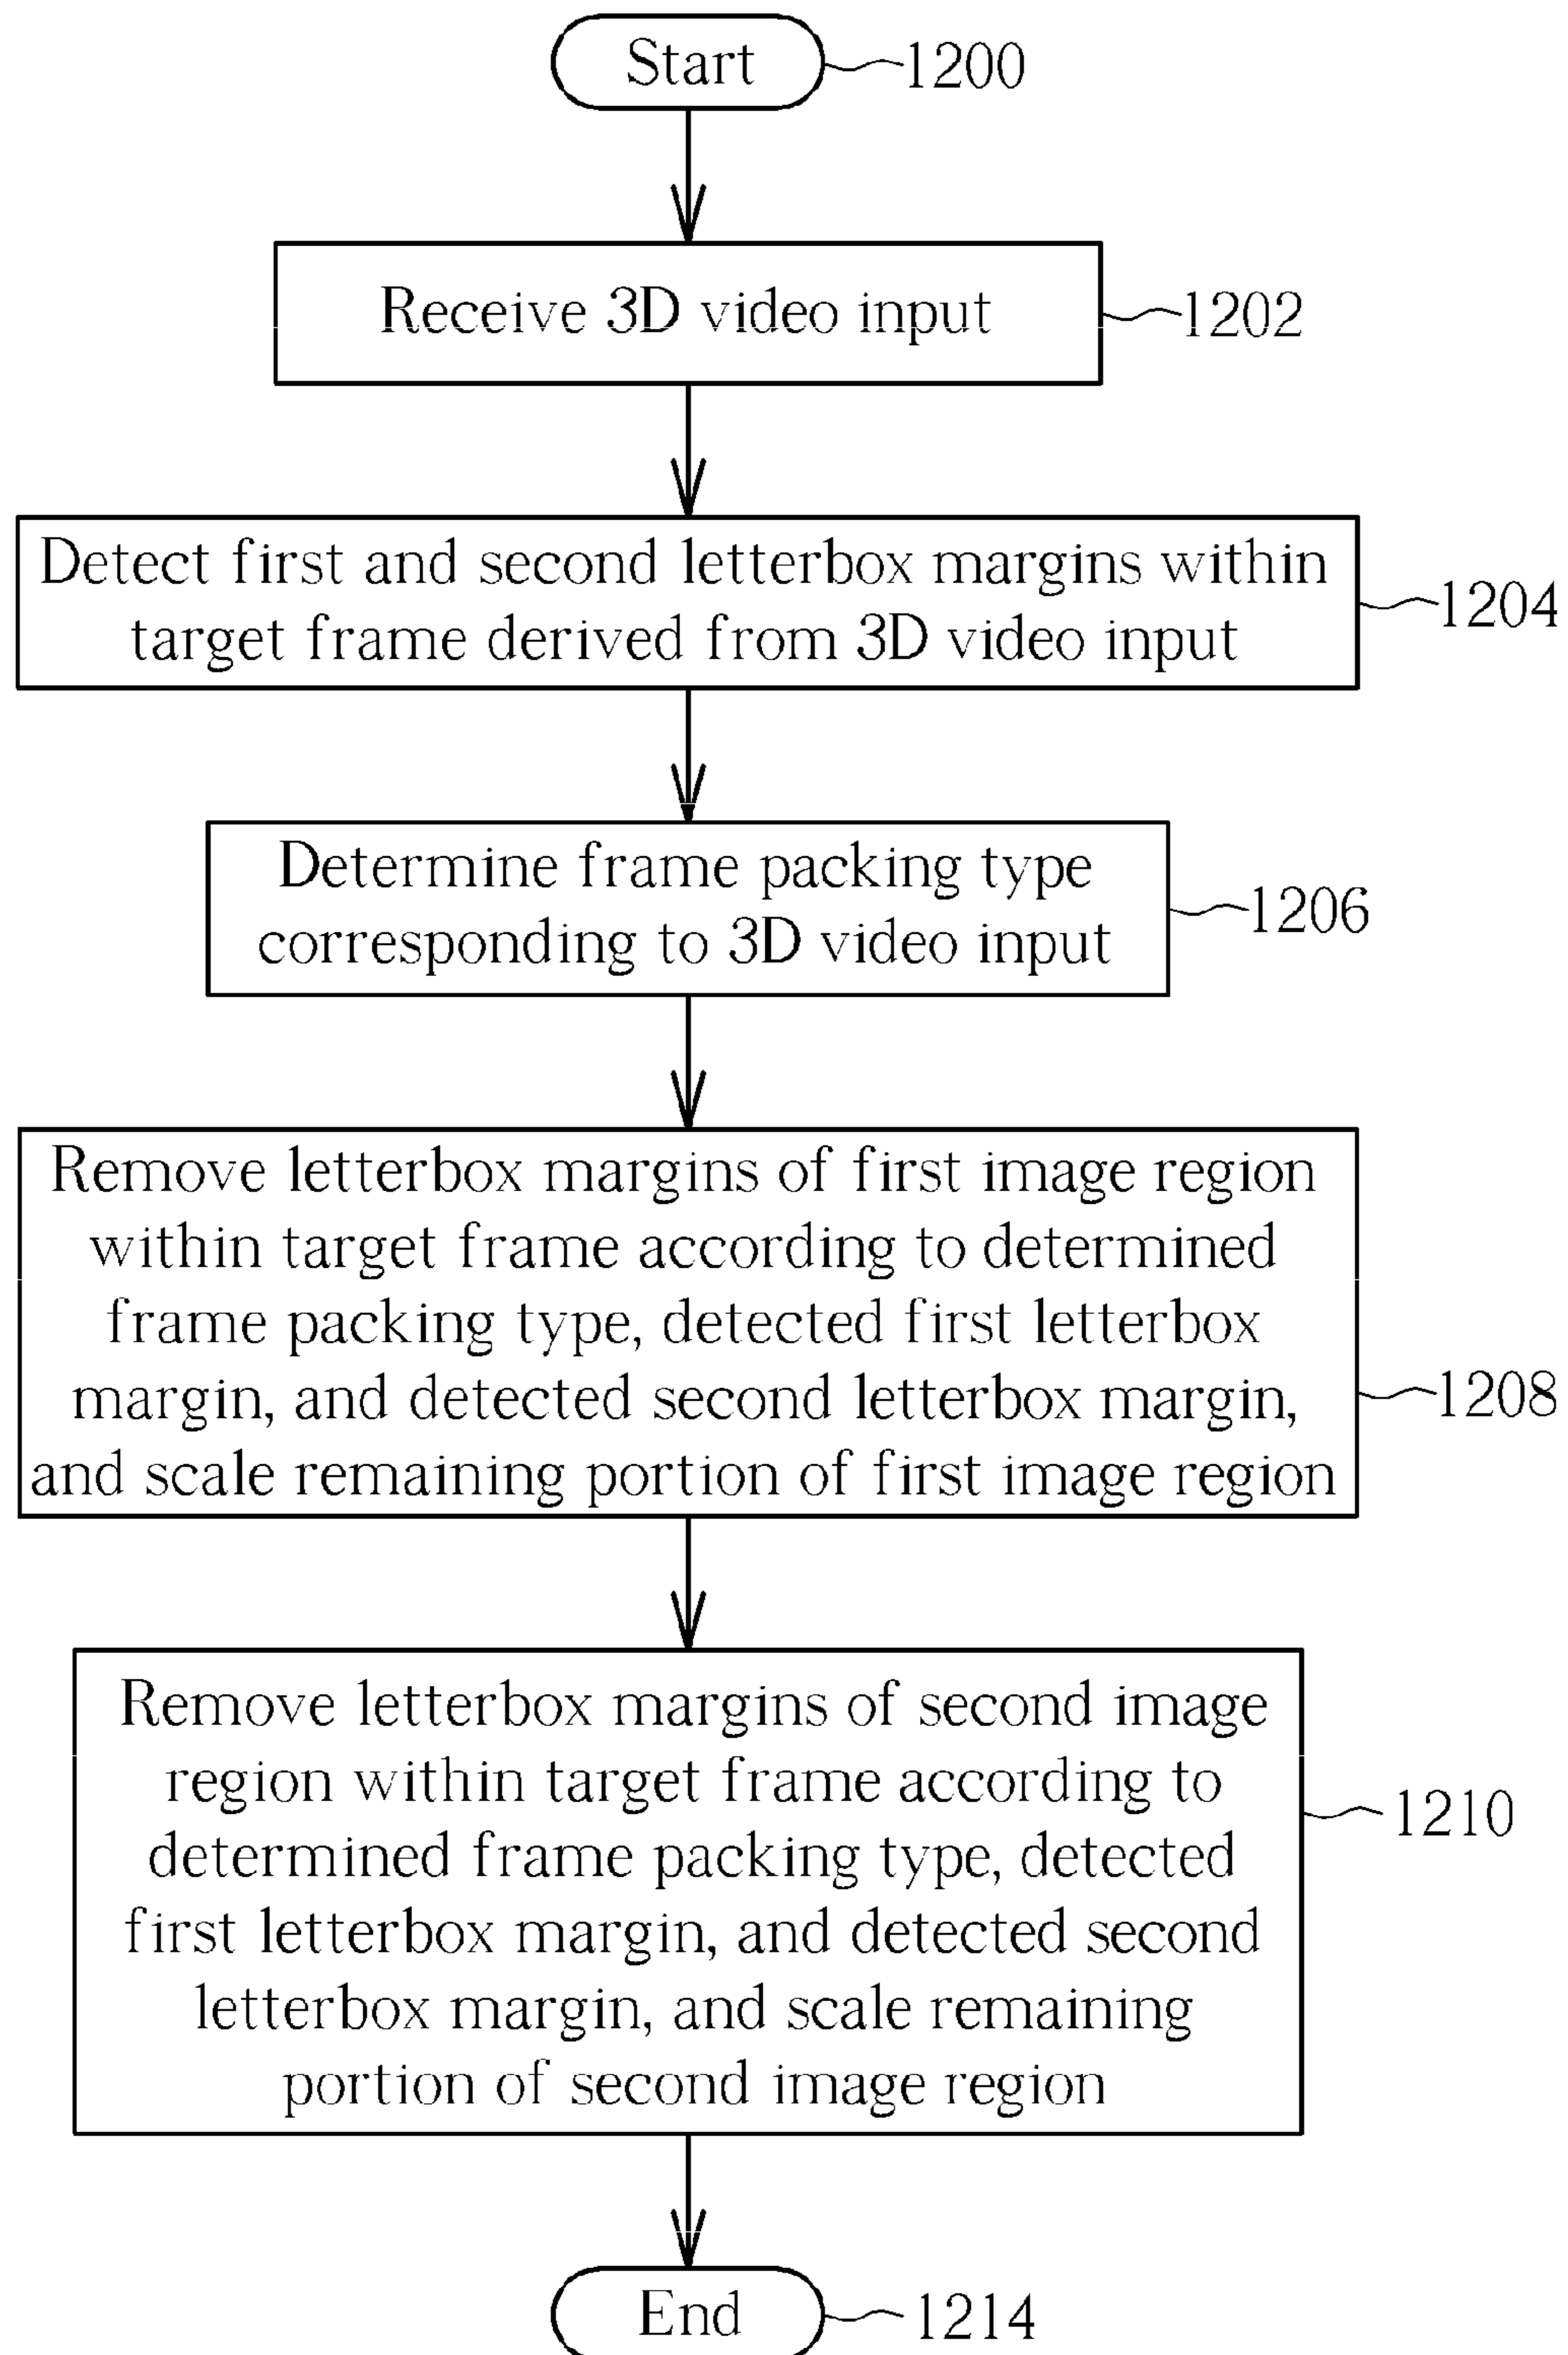 Start
1200
Receive 3D video input
1202
Detect first and second letterbox margins within
target frame derived from 3D video input
1204
Determine frame packing type
corresponding to 3D video input
1206
Remove letterbox margins of first image region
within target frame according to determined
frame packing type, detected first letterbox
margin, and detected second letterbox margin,
and scale remaining portion of first image region
1208
Remove letterbox margins of second image
region within target frame according to
determined frame packing type, detected
first letterbox margin, and detected second
letterbox margin, and scale remaining
portion of second image region
1210
End
1214